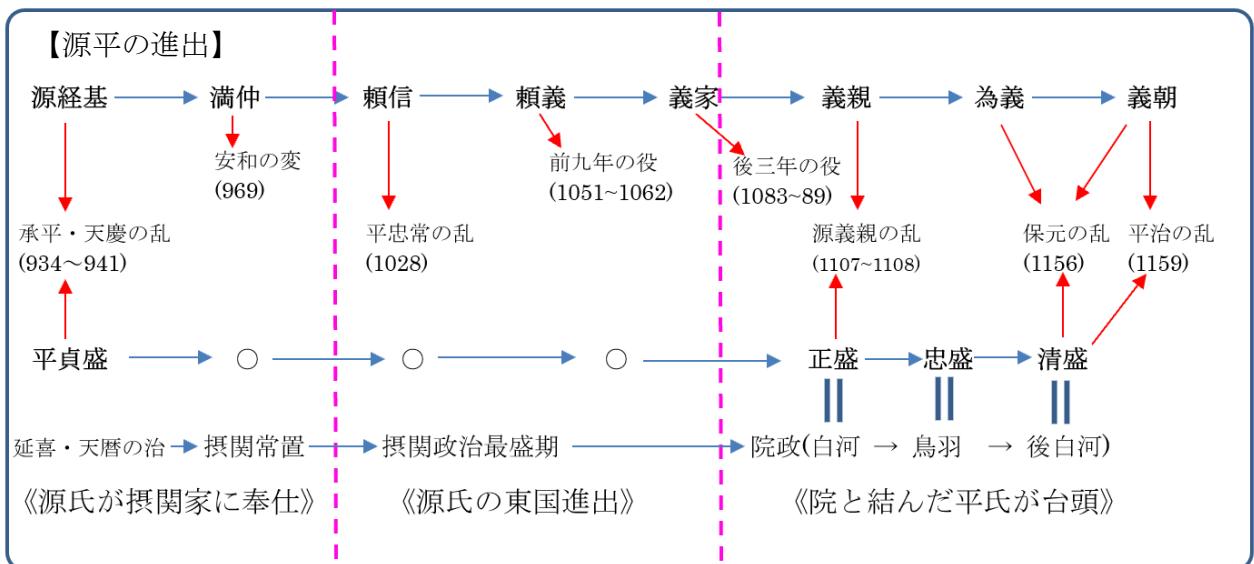 【源平の進出】
源経基 満仲 頼信 頼義 義家 義親 為義 義朝
安和の変
(969)
前九年の役
(1051~1062)
後三年の役
(1083~89)
承平・天慶の乱
(934～941)
平忠常の乱
(1028)
源義親の乱
(1107~1108)
保元の乱
(1156)
平治の乱
(1159)
平貞盛 ○ ○ ○ 正盛 忠盛 清盛
延喜・天暦の治 摂関常置 摂関政治最盛期 院政(白河 → 鳥羽 → 後白河)
《源氏が摂関家に奉仕》 《源氏の東国進出》 《院と結んだ平氏が台頭》